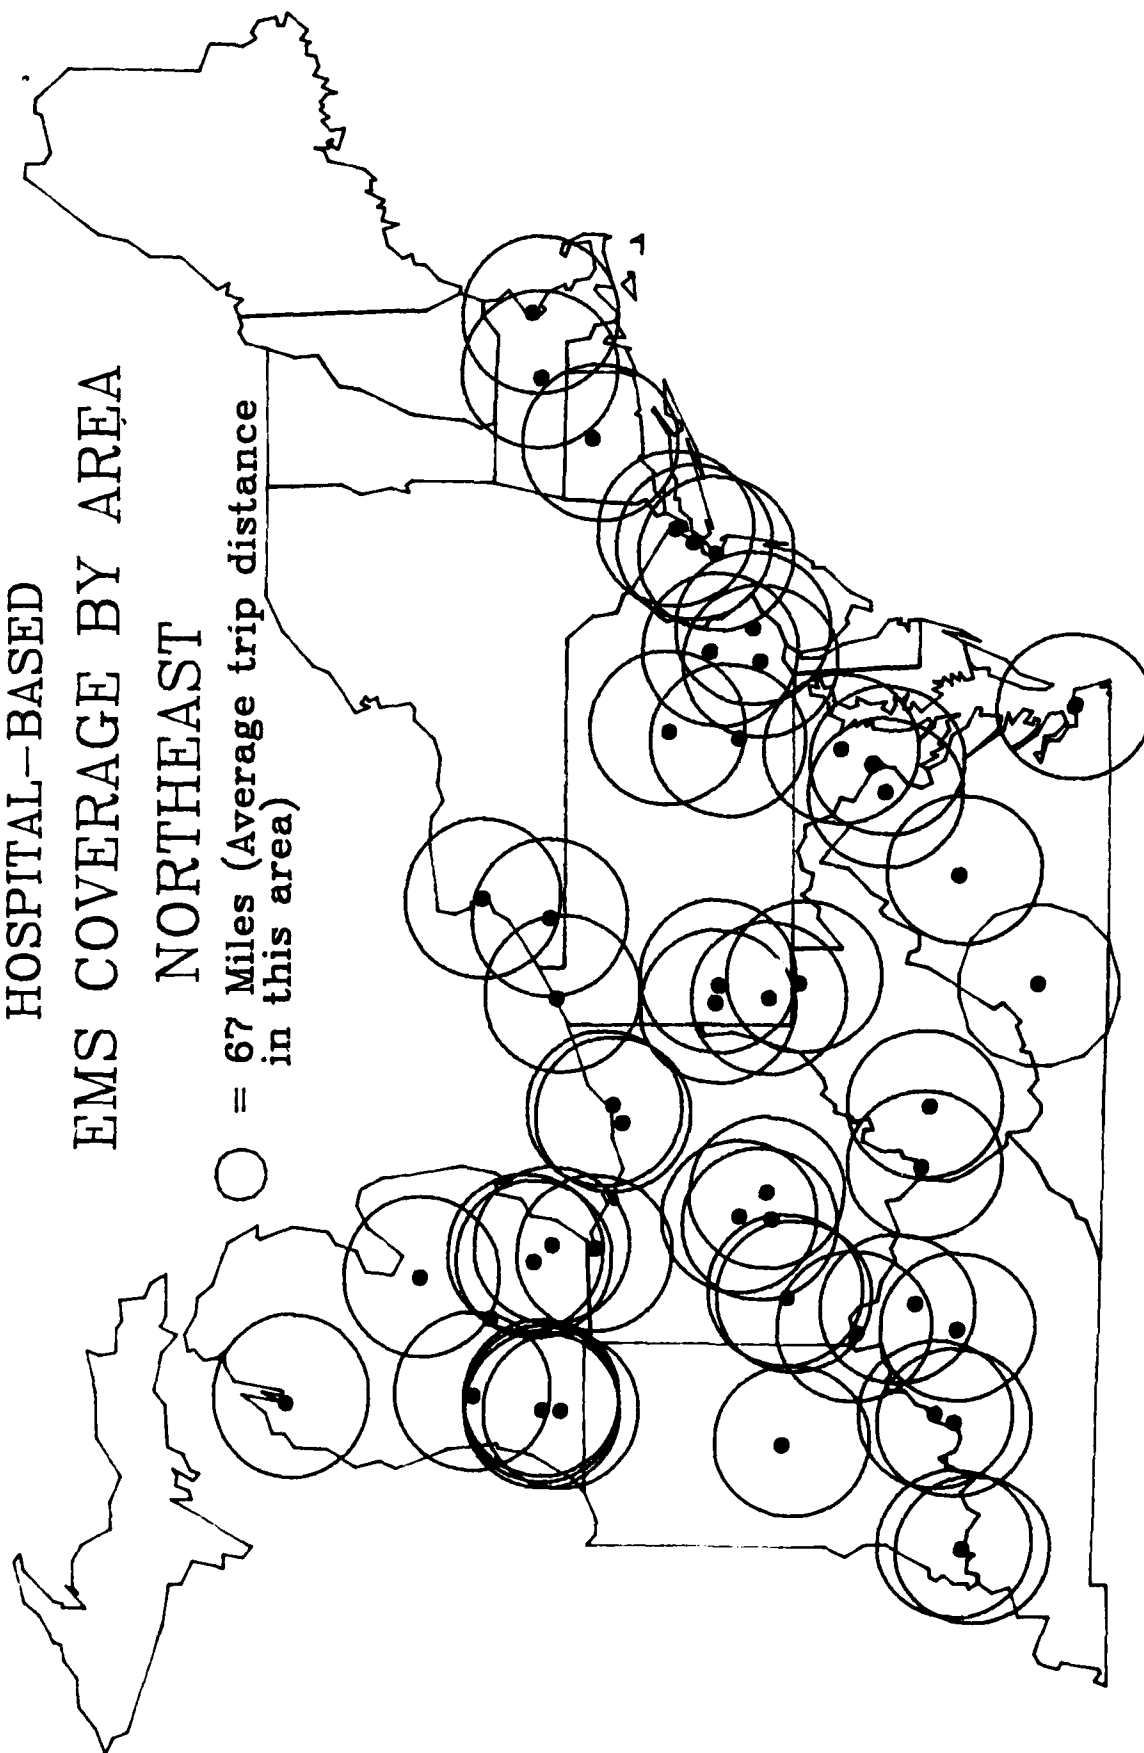 HOSPITAL-BASED
EMS COVERAGE BY AREA
NORTHEAST
= 67 Miles (Average trip distance
in this area)